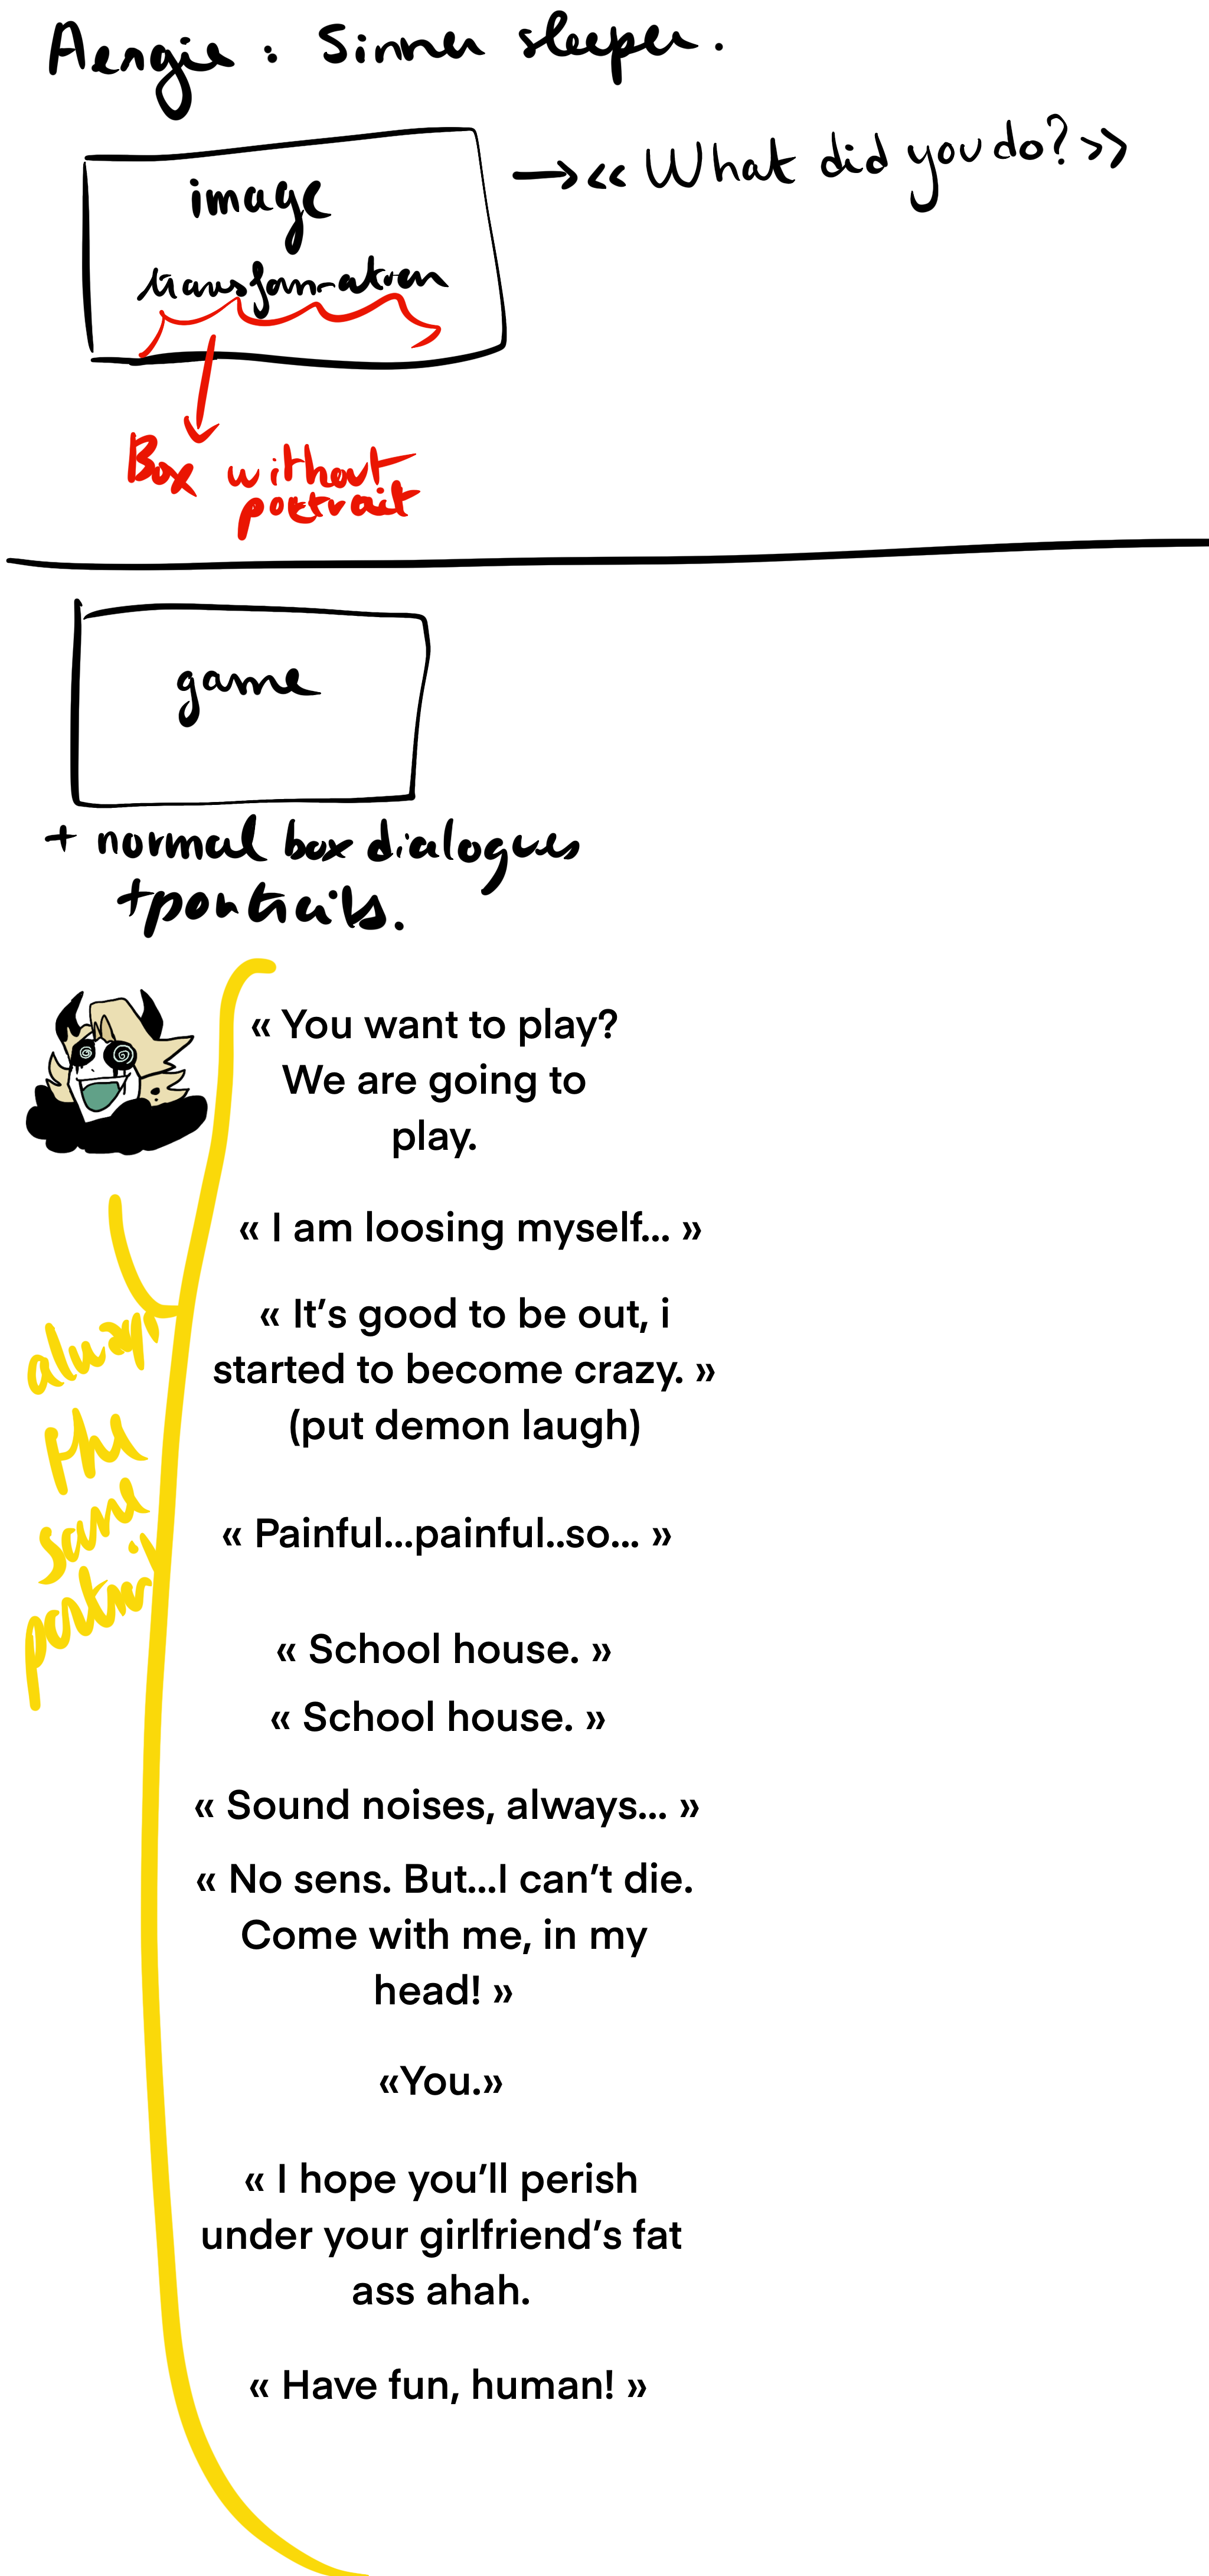 Aengie : Sinner sleeper.
image
transformation
→ « What did you do? »
Box without
portrait
game
+ normal box dialogues
+ portraits.
« You want to play?
We are going to
play.
« I am loosing myself... »
« It’s good to be out, i
started to become crazy. »
(put demon laugh)
always
the
same
portrait
« Painful...painful..so... »
« School house. »
« School house. »
« Sound noises, always... »
« No sens. But...I can’t die.
Come with me, in my
head! »
«You.»
« I hope you’ll perish
under your girlfriend’s fat
ass ahah.
« Have fun, human! »